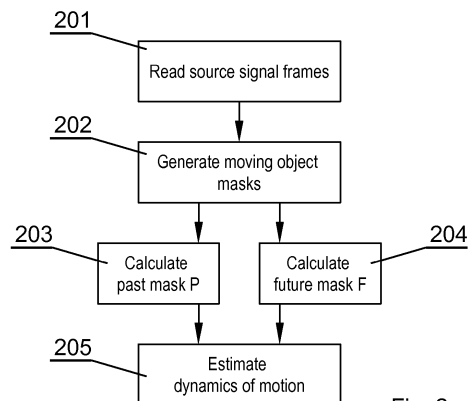 201
Read source signal frames
202
Generate moving object
masks
203
204
Calculate
past mask P
Calculate
future mask F
205
Estimate
dynamics of motion